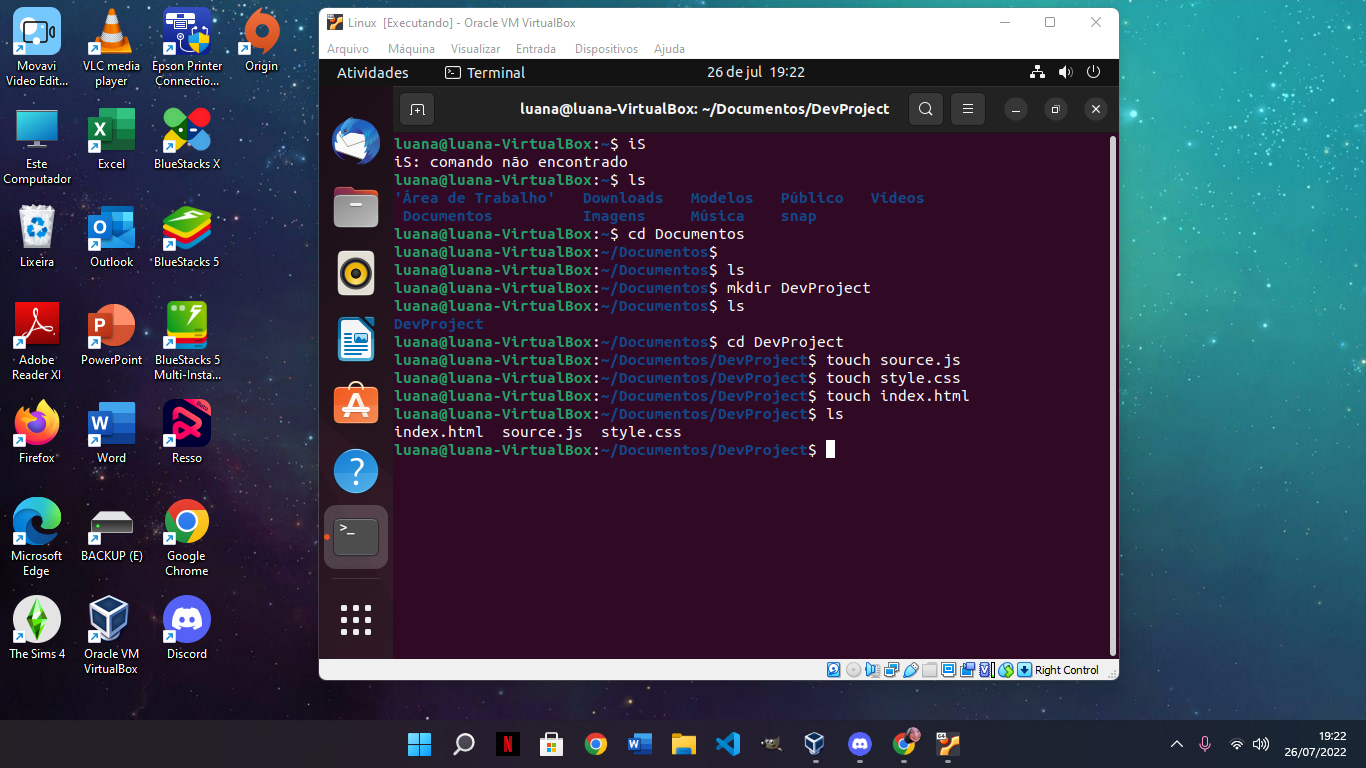 Movavi Video Edit...
VLC media player
Epson Printer Connectio...
Origin
Este Computador
Excel
BlueStacks X
Lixeira
Outlook
BlueStacks 5
Adobe Reader XI
PowerPoint
BlueStacks 5 Multi-Insta...
Firefox
Word
Beta
Resso
Microsoft Edge
BACKUP (E)
Google Chrome
The Sims 4
Oracle VM VirtualBox
Discord
Linux [Executando] - Oracle VM VirtualBox
Arquivo Máquina Visualizar Entrada Dispositivos Ajuda
Atividades Terminal 26 de jul 19:22
luana@luana-VirtualBox: ~/Documentos/DevProject
luana@luana-VirtualBox:~$ iS
iS: comando não encontrado
luana@luana-VirtualBox:~$ ls
'Área de Trabalho' Downloads Modelos Público Vídeos
Documentos Imagens Música snap
luana@luana-VirtualBox:~$ cd Documentos
luana@luana-VirtualBox:~/Documentos$
luana@luana-VirtualBox:~/Documentos$ ls
luana@luana-VirtualBox:~/Documentos$ mkdir DevProject
luana@luana-VirtualBox:~/Documentos$ ls
DevProject
luana@luana-VirtualBox:~/Documentos$ cd DevProject
luana@luana-VirtualBox:~/Documentos/DevProject$ touch source.js
luana@luana-VirtualBox:~/Documentos/DevProject$ touch style.css
luana@luana-VirtualBox:~/Documentos/DevProject$ touch index.html
luana@luana-VirtualBox:~/Documentos/DevProject$ ls
index.html source.js style.css
luana@luana-VirtualBox:~/Documentos/DevProject$
Right Control
19:22
26/07/2022